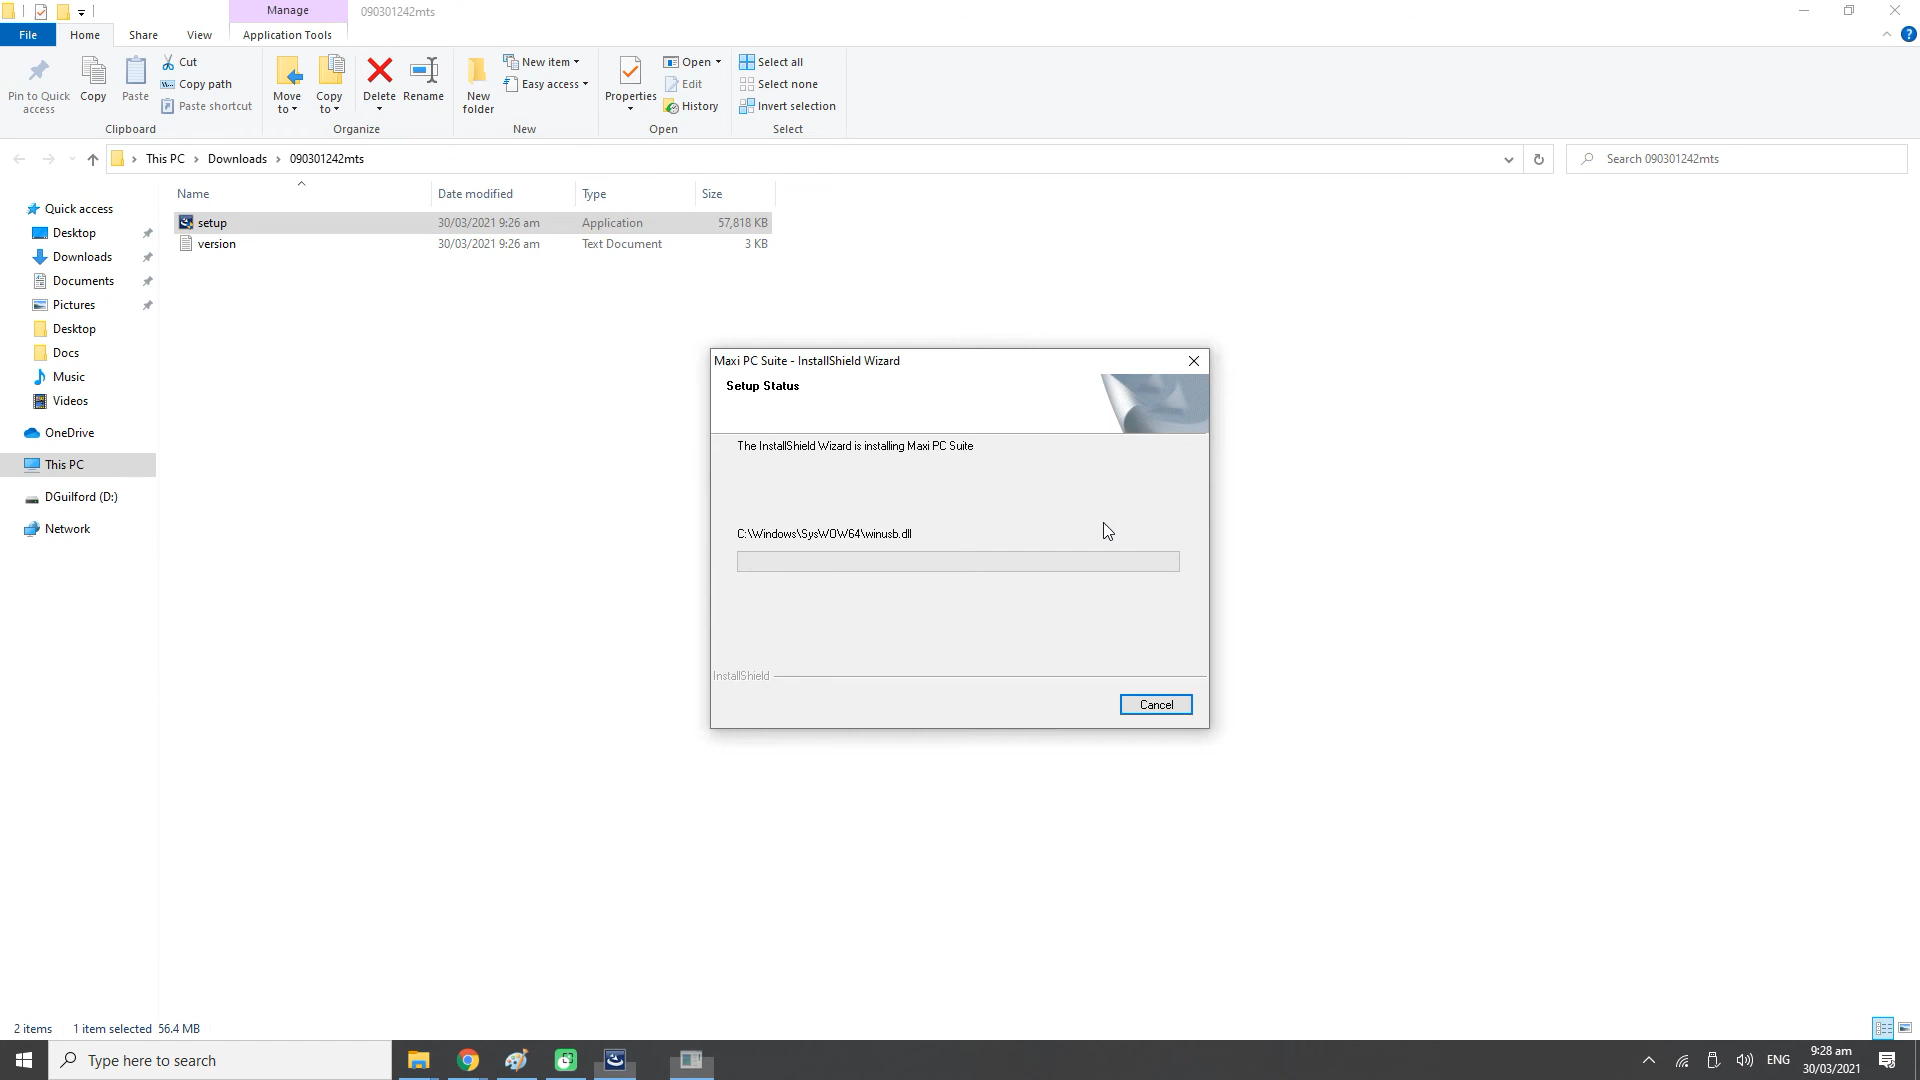 Manage
090301242mts
File
Home
Share
View
Application Tools
Pin to Quick
access
Copy
Paste
Cut
Copy path
Paste shortcut
Clipboard
Move
to
Copy
to
Delete
Rename
Organize
New
folder
New item
Easy access
New
Properties
Open
Edit
History
Open
Select all
Select none
Invert selection
Select
This PC
Downloads
090301242mts
Search 090301242mts
Name
Date modified
Type
Size
setup
30/03/2021 9:26 am
Application
57,818 KB
version
30/03/2021 9:26 am
Text Document
3 KB
Quick access
Desktop
Downloads
Documents
Pictures
Desktop
Docs
Music
Videos
OneDrive
This PC
DGuilford (D:)
Network
Maxi PC Suite - InstallShield Wizard
Setup Status
The InstallShield Wizard is installing Maxi PC Suite
C:\Windows\SysWOW64\winusb.dll
InstallShield
Cancel
2 items
1 item selected 56.4 MB
Type here to search
ENG
9:28 am
30/03/2021